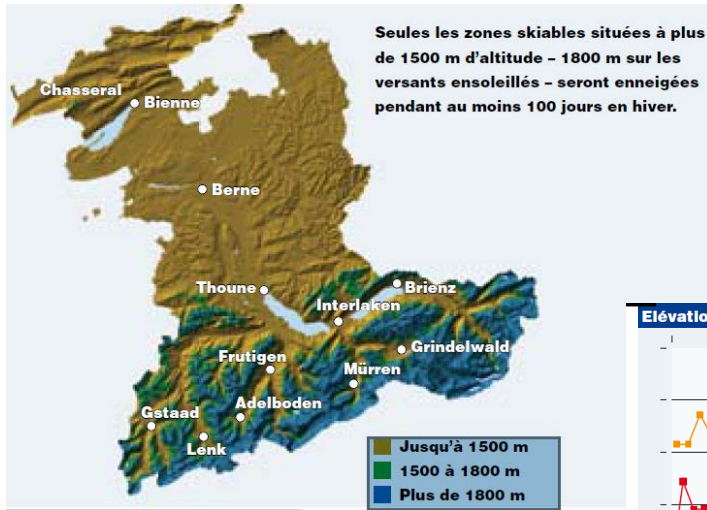 Seules les zones skiables situées à plus
de 1500 m d'altitude – 1800 m sur les
versants ensoleillés – seront enneigées
pendant au moins 100 jours en hiver.
Chasseral
Bienne
Berne
Thoune
Brienz
Interlaken
Elévatio
Grindelwald
Frutigen
Mürren
Gstaad
Adelboden
Lenk
Jusqu'à 1500 m
1500 à 1800 m
Plus de 1800 m